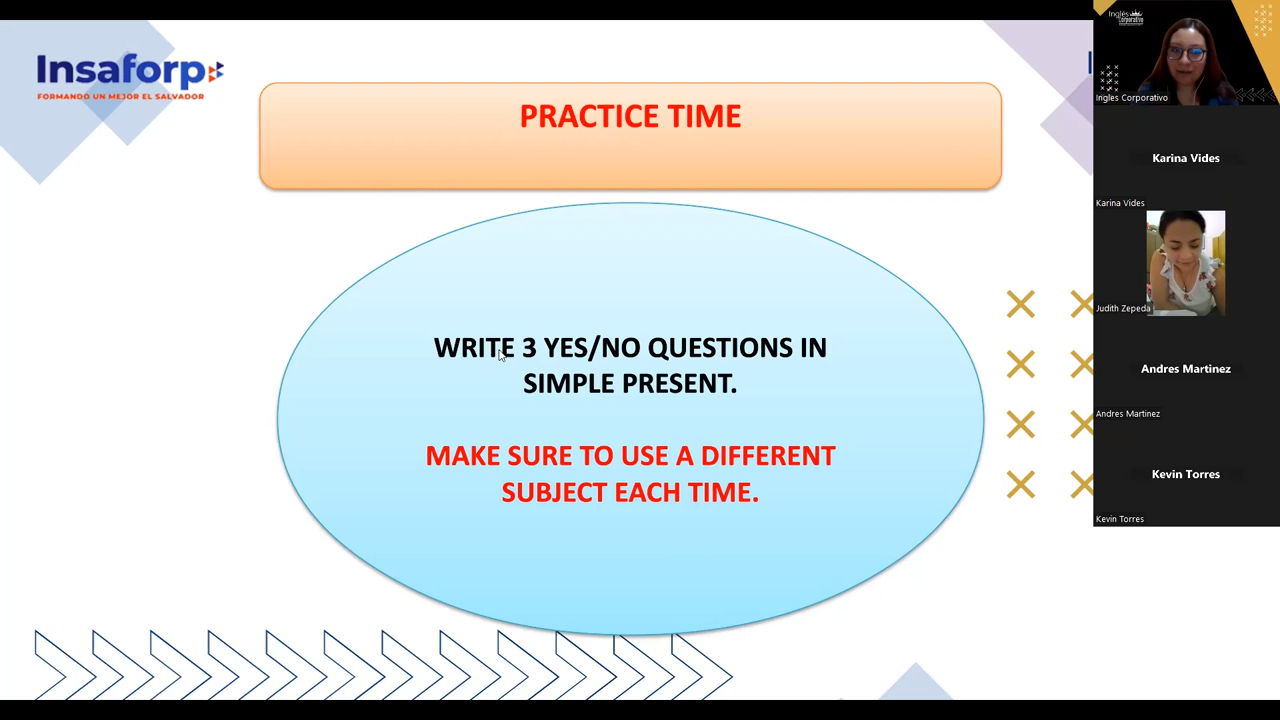 Insaforp
FORMANDO UN MEJOR EL SALVADOR
PRACTICE TIME
WRITE 3 YES/NO QUESTIONS IN
SIMPLE PRESENT.
MAKE SURE TO USE A DIFFERENT
SUBJECT EACH TIME.
Inglés
Corporativo
Ingles Corporativo
Karina Vides
Karina Vides
Judith Zepeda
Andres Martinez
Andres Martinez
Kevin Torres
Kevin Torres